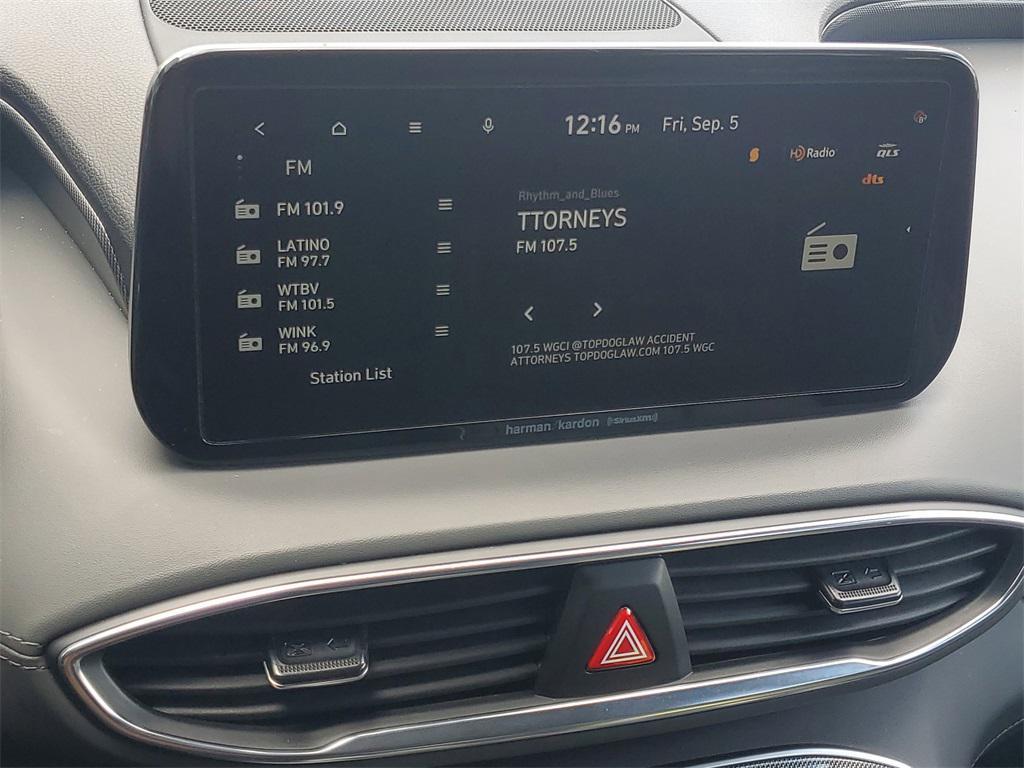 12:16 PM Fri, Sep. 5
HD Radio
QLS
dts
FM
FM 101.9
LATINO
FM 97.7
WTBV
FM 101.5
WINK
FM 96.9
Station List
Rhythm_and_Blues
TTORNEYS
FM 107.5
107.5 WGCI @TOPDOGLAW ACCIDENT
ATTORNEYS TOPDOGLAW.COM 107.5 WGC
harman/kardon SiriusXM